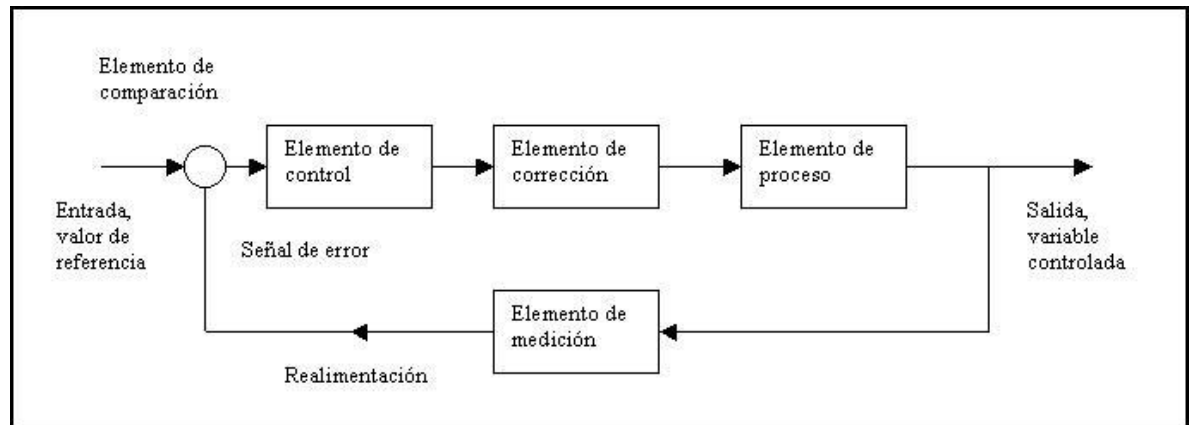 Elemento de
comparación
Elemento de
control
Elemento de
corrección
Elemento de
proceso
Entrada,
valor de
referencia
Señal de error
Salida,
variable
controlada
Elemento de
medición
Realimentación